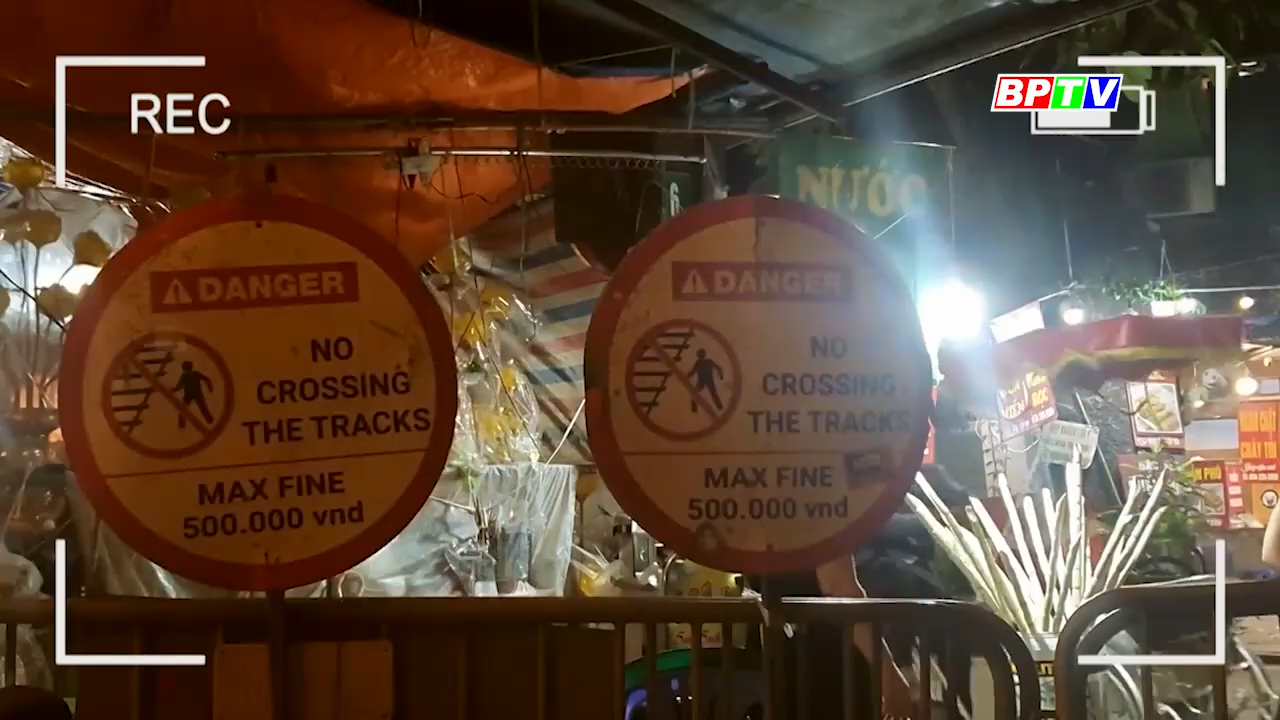 REC
BPTV
NƯỚC
6
DANGER
NO
CROSSING
THE TRACKS
MAX FINE
500.000 vnd
DANGER
NO
CROSSING
THE TRACKS
MAX FINE
500.000 vnd